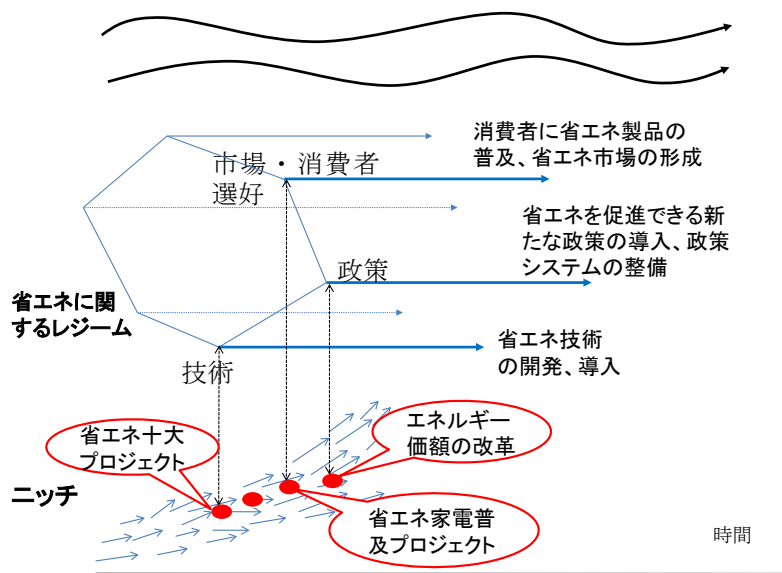 消費者に省エネ製品の
普及、省エネ市場の形成
市場・消費者
選好
省エネを促進できる新
たな政策の導入、政策
システムの整備
政策
省エネに関
するレジーム
省エネ技術
の開発、導入
技術
省エネ十大
プロジェクト
エネルギー
価額の改革
ニッチ
省エネ家電普
及プロジェクト
時間